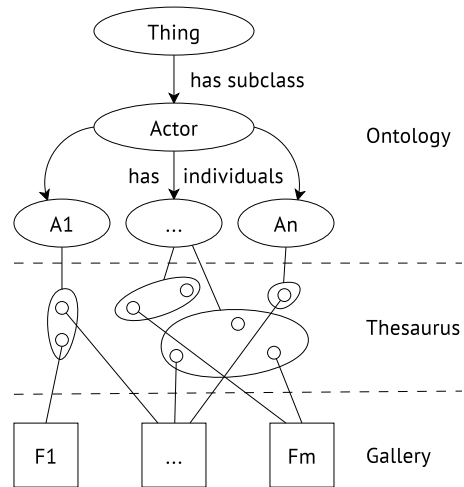 Thing
has subclass
Actor
Ontology
has individuals
A1
...
An
Thesaurus
F1
...
Fm
Gallery